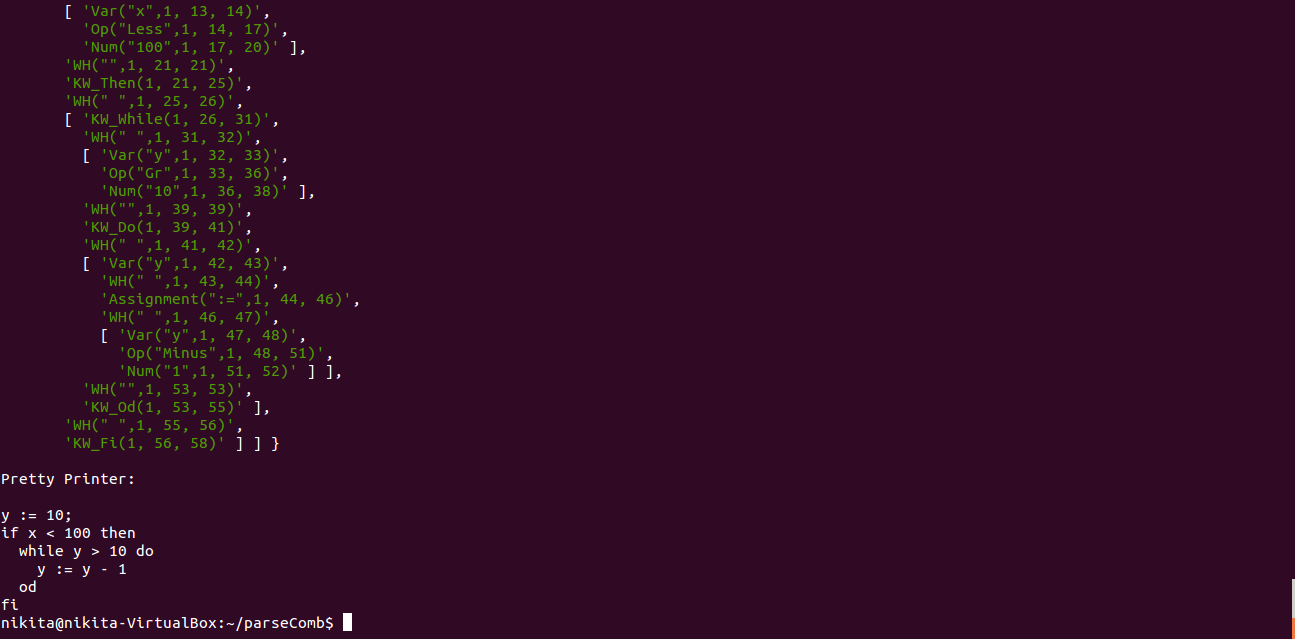 [ 'Var("x",1, 13, 14)',
'Op("Less",1, 14, 17)',
'Num("100",1, 17, 20)' ],
'WH("",1, 21, 21)',
'KW_Then(1, 21, 25)',
'WH(" ",1, 25, 26)',
[ 'KW_While(1, 26, 31)',
'WH(" ",1, 31, 32)',
[ 'Var("y",1, 32, 33)',
'Op("Gr",1, 33, 36)',
'Num("10",1, 36, 38)' ],
'WH("",1, 39, 39)',
'KW_Do(1, 39, 41)',
'WH(" ",1, 41, 42)',
[ 'Var("y",1, 42, 43)',
'WH(" ",1, 43, 44)',
'Assignment(":=",1, 44, 46)',
'WH(" ",1, 46, 47)',
[ 'Var("y",1, 47, 48)',
'Op("Minus",1, 48, 51)',
'Num("1",1, 51, 52)' ] ],
'WH("",1, 53, 53)',
'KW_Od(1, 53, 55)' ],
'WH(" ",1, 55, 56)',
'KW_Fi(1, 56, 58)' ] ] }
Pretty Printer:
y := 10;
if x < 100 then
while y > 10 do
y := y - 1
od
fi
nikita@nikita-VirtualBox:~/parseComb$